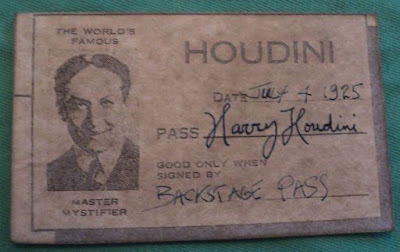 THE WORLD'S
FAMOUS
MASTER
MYSTIFIER
HOUDINI
DATE July 4 1925
PASS Harry Houdini
GOOD ONLY WHEN
SIGNED BY
BACKSTAGE PASS